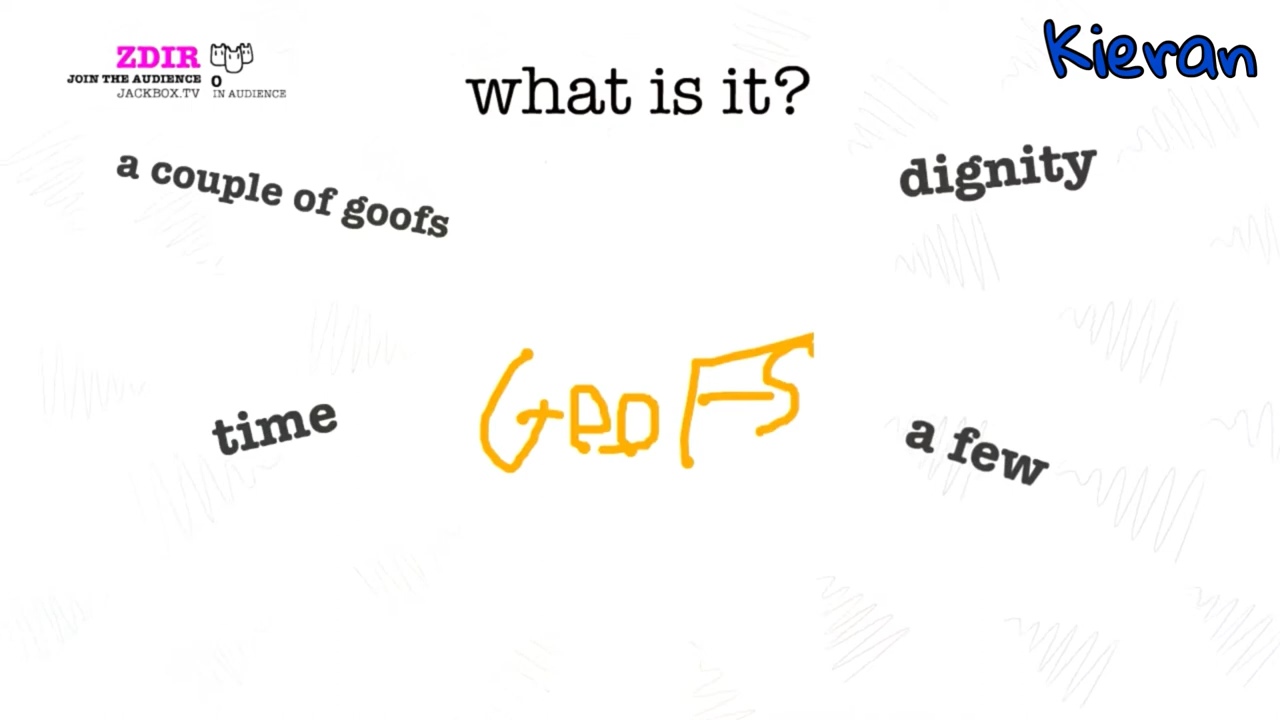 ZDIR
JOIN THE AUDIENCE
JACKBOX.TV
0
IN AUDIENCE
what is it?
Kieran
a couple of goofs
dignity
time
GooFS
a few